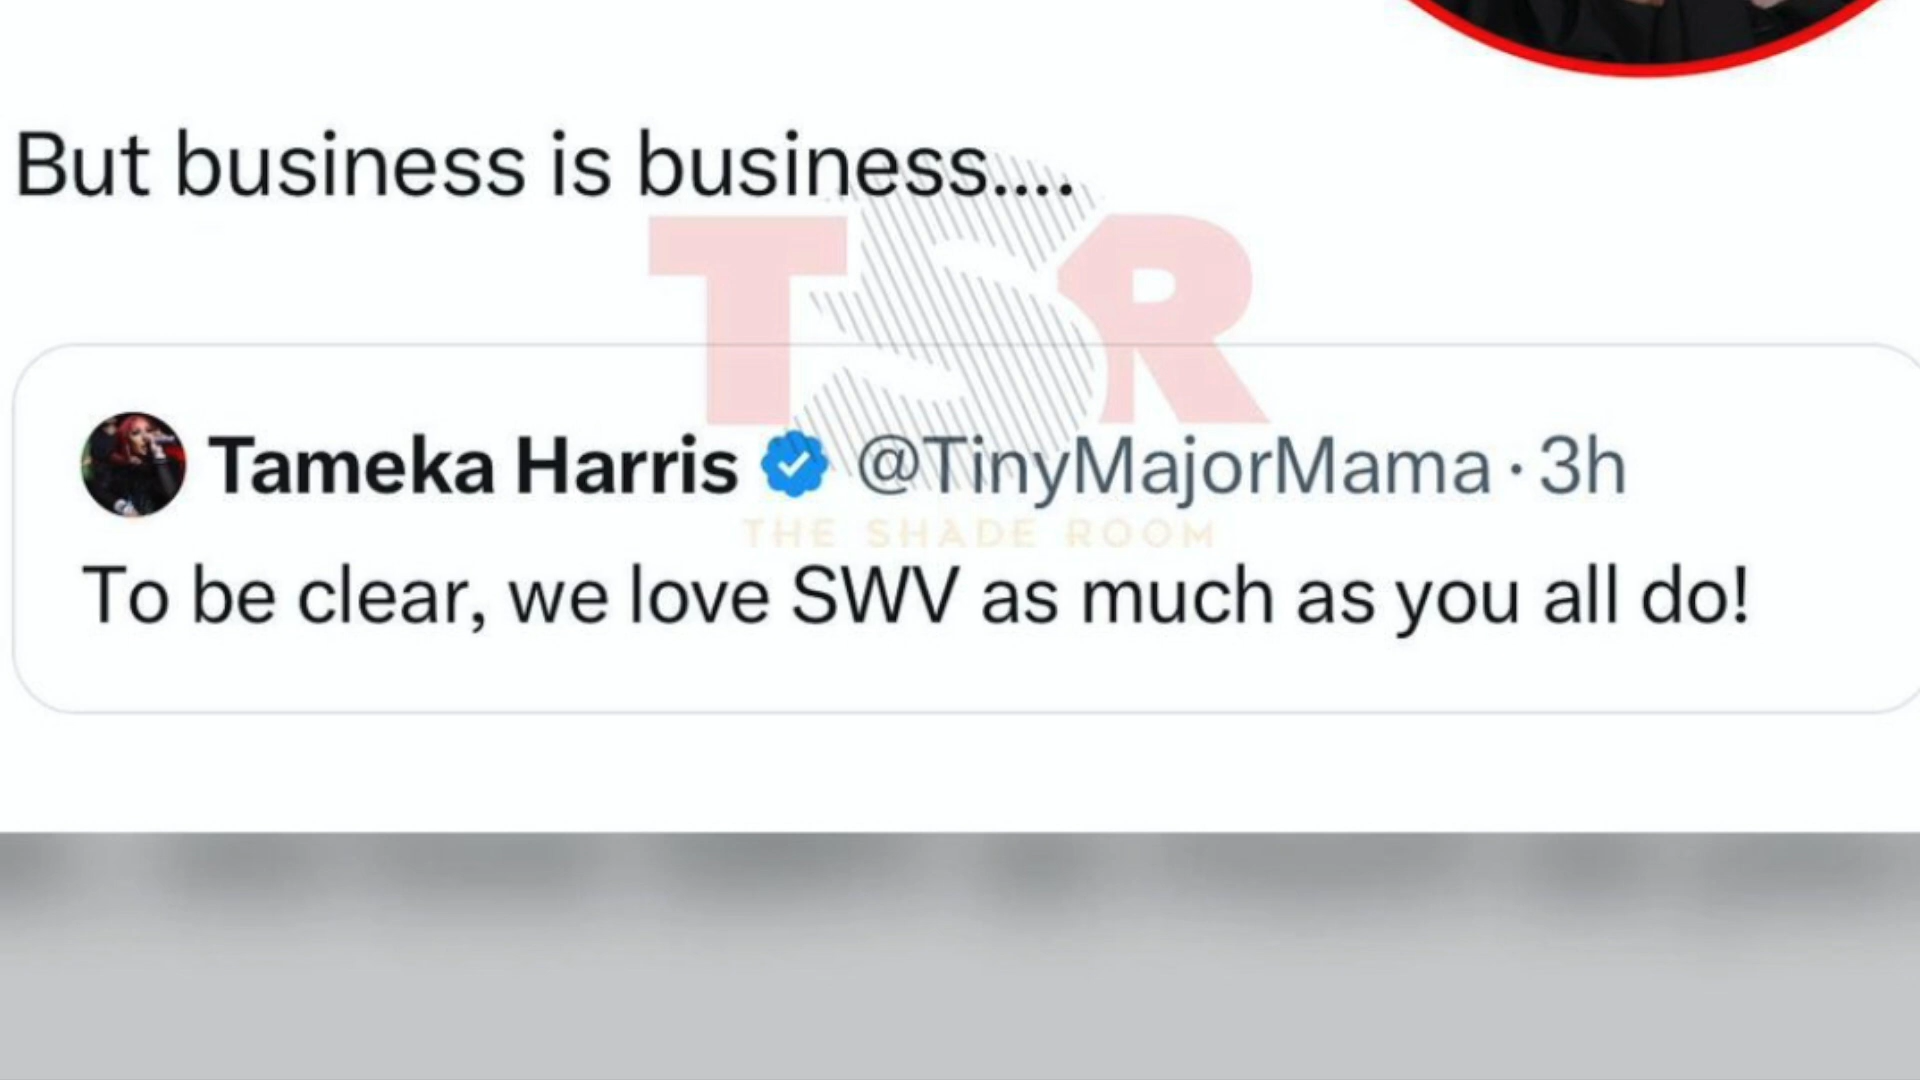 But business is business....
TSR
Tameka Harris @TinyMajorMama · 3h
THE SHADE ROOM
To be clear, we love SWV as much as you all do!